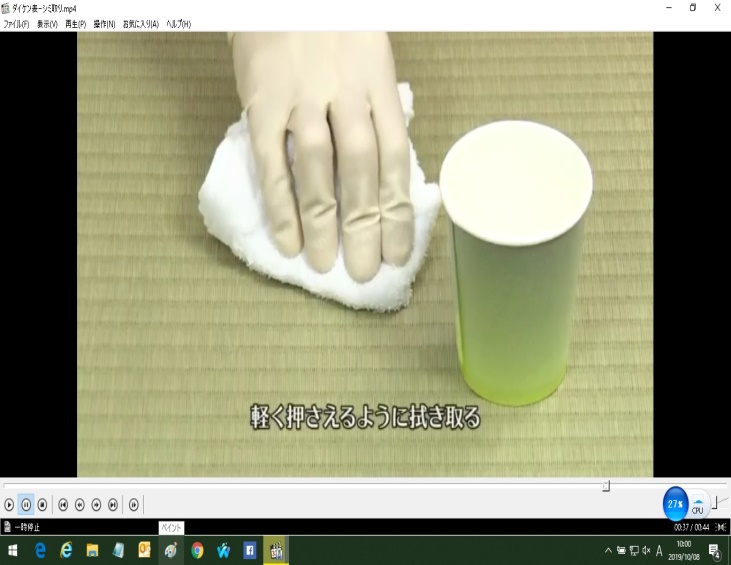 ダイケン表-シミ取り.mp4
ファイル(F) 表示(V) 再生(P) 操作(N) お気に入り(A) ヘルプ(H)
軽く押さえるように拭き取る
27%
CPU
一時停止
00:37 / 00:44
ペイント
A
10:00
2019/10/08
4